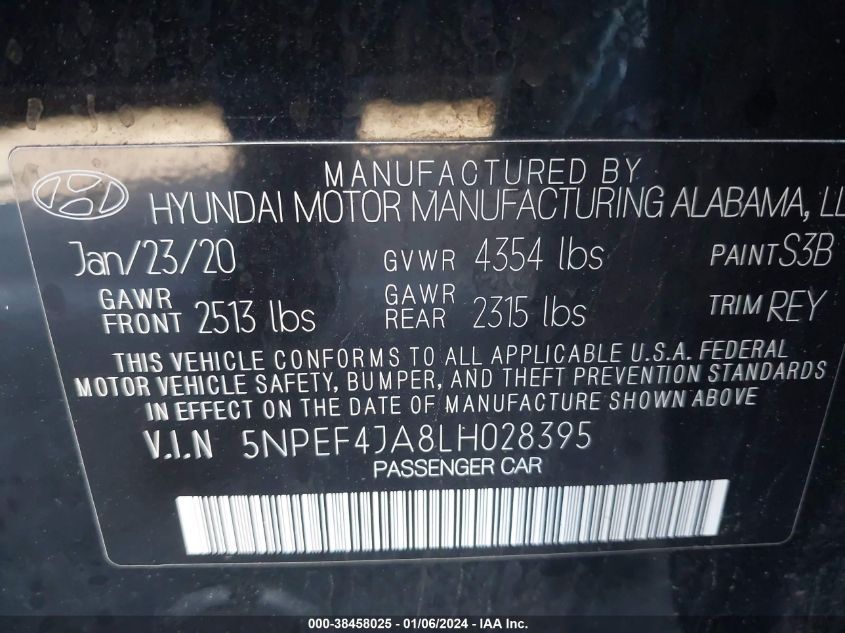 MANUFACTURED BY
HYUNDAI MOTOR MANUFACTURING ALABAMA, LL
Jan/23/20 GVWR 4354 lbs PAINT S3B
GAWR FRONT 2513 lbs GAWR REAR 2315 lbs TRIM REY
THIS VEHICLE CONFORMS TO ALL APPLICABLE U.S.A. FEDERAL
MOTOR VEHICLE SAFETY, BUMPER, AND THEFT PREVENTION STANDARDS
IN EFFECT ON THE DATE OF MANUFACTURE SHOWN ABOVE
V.I.N 5NPEF4JA8LH028395
PASSENGER CAR
000-38458025 - 01/06/2024 - IAA Inc.